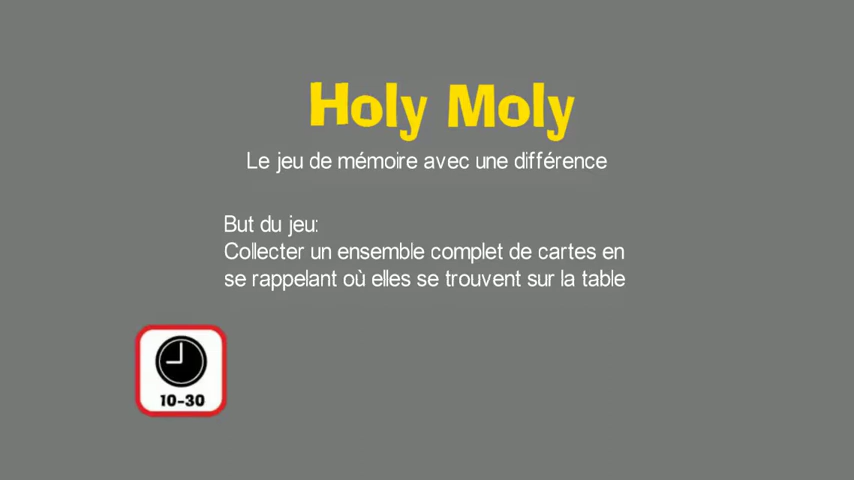 Holy Moly
Le jeu de mémoire avec une différence
But du jeu:
Collecter un ensemble complet de cartes en
se rappelant où elles se trouvent sur la table
10-30